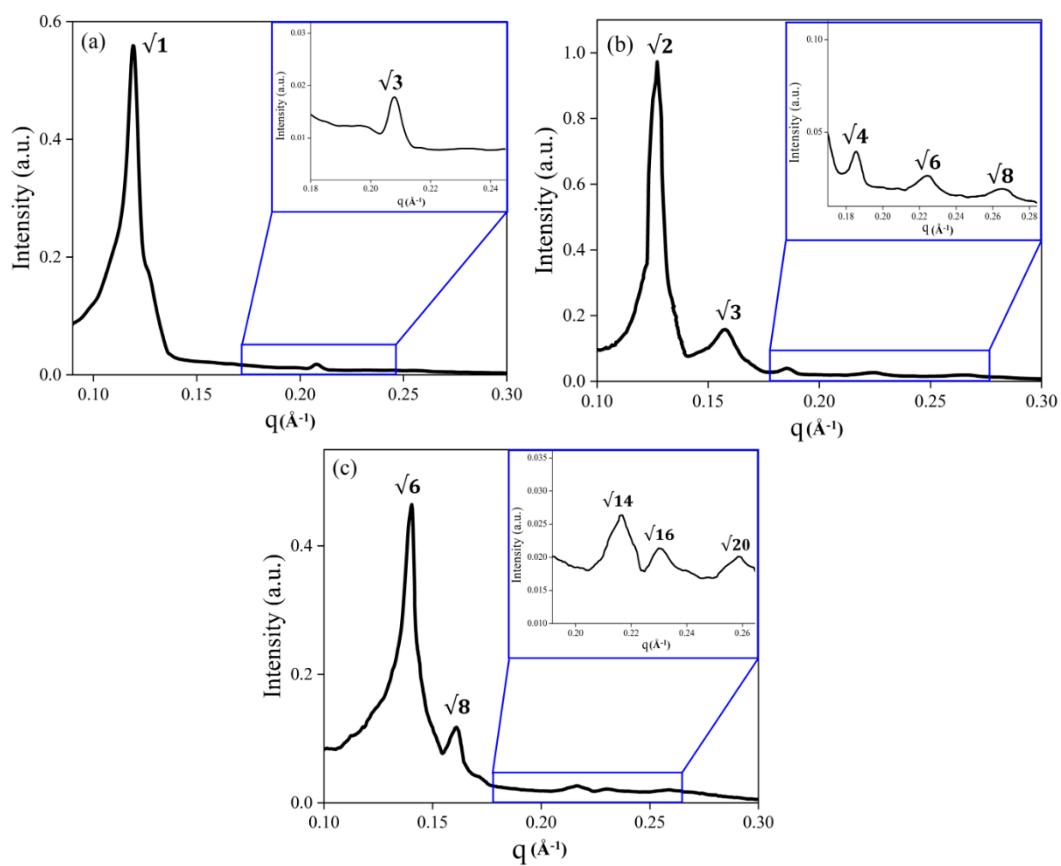 (a)
√1
0.6
0.4
0.2
0.0
Intensity (a.u.)
0.10 0.15 0.20 0.25 0.30
q (Å⁻¹)
0.03
0.02
0.01
Intensity (a.u.)
√3
0.18 0.20 0.22 0.24
q (Å⁻¹)
(b)
√2
√3
1.0
0.8
0.6
0.4
0.2
0.0
Intensity (a.u.)
0.10 0.15 0.20 0.25 0.30
q (Å⁻¹)
0.10
0.05
Intensity (a.u.)
√4
√6
√8
0.18 0.20 0.22 0.24 0.26 0.28
q (Å⁻¹)
(c)
√6
√8
0.4
0.2
0.0
Intensity (a.u.)
0.10 0.15 0.20 0.25 0.30
q (Å⁻¹)
0.035
0.030
0.025
0.020
0.015
0.010
Intensity (a.u.)
√14
√16
√20
0.20 0.22 0.24 0.26
q (Å⁻¹)